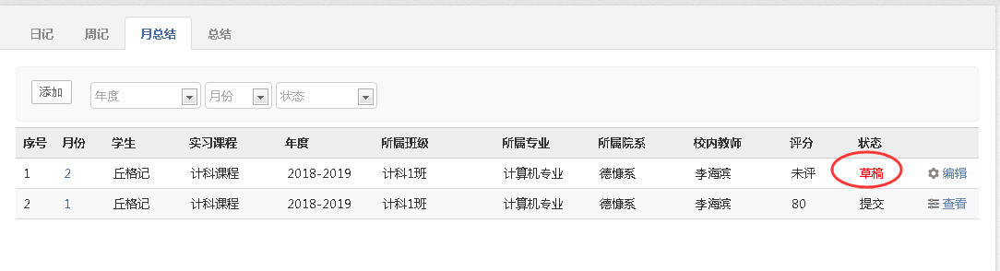 日记 周记 月总结 总结
添加 年度 月份 状态
序号 月份 学生 实习课程 年度 所属班级 所属专业 所属院系 校内教师 评分 状态
1 2 丘格记 计科课程 2018-2019 计科1班 计算机专业 德慷系 李海滨 未评 草稿 编辑
2 1 丘格记 计科课程 2018-2019 计科1班 计算机专业 德慷系 李海滨 80 提交 查看